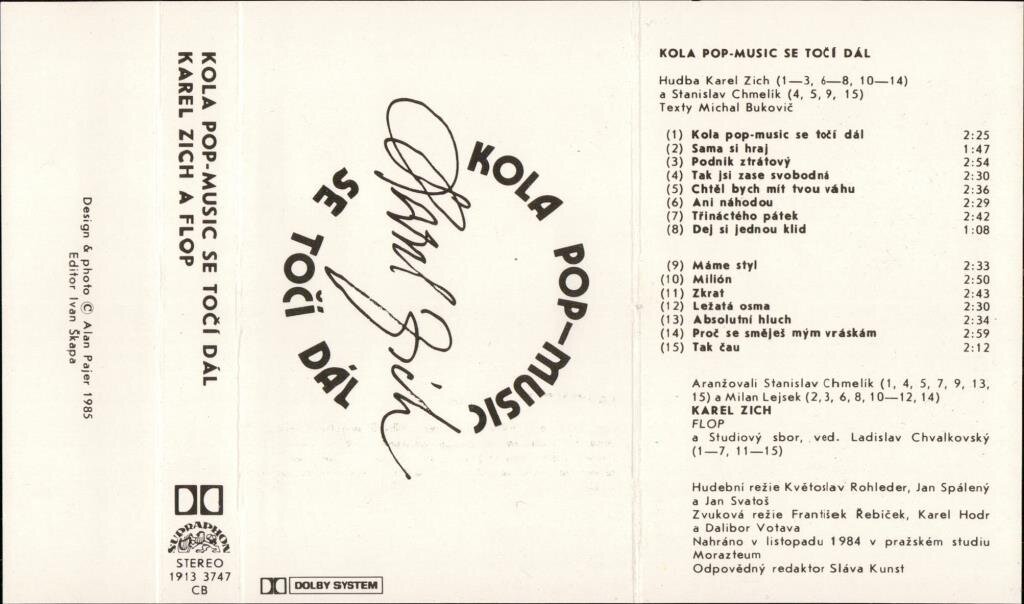 Design & photo © Alan Pajer 1985
Editor Ivan Škapa
KOLA POP-MUSIC SE TOČÍ DÁL
KAREL ZICH A FLOP
SUPRAPHON
STEREO
1913 3747
CB
KOLA POP-MUSIC SE TOČÍ DÁL
Karel Zich
DOLBY SYSTEM
KOLA POP-MUSIC SE TOČÍ DÁL
Hudba Karel Zich (1—3, 6—8, 10—14)
a Stanislav Chmelík (4, 5, 9, 15)
Texty Michal Bukovič
(1) Kola pop-music se točí dál 2:25
(2) Sama si hraj 1:47
(3) Podnik ztrátový 2:54
(4) Tak jsi zase svobodná 2:30
(5) Chtěl bych mít tvou váhu 2:36
(6) Ani náhodou 2:29
(7) Třináctého pátek 2:42
(8) Dej si jednou klid 1:08
(9) Máme styl 2:33
(10) Milión 2:50
(11) Zkrat 2:43
(12) Ležatá osma 2:30
(13) Absolutní hluch 2:34
(14) Proč se směješ mým vráskám 2:59
(15) Tak čau 2:12
Aranžovali Stanislav Chmelík (1, 4, 5, 7, 9, 13,
15) a Milan Lejsek (2,3, 6, 8, 10—12, 14)
KAREL ZICH
FLOP
a Studiový sbor, ved. Ladislav Chvalkovský
(1—7, 11—15)
Hudební režie Květoslav Rohleder, Jan Spálený
a Jan Svatoš
Zvuková režie František Řebíček, Karel Hodr
a Dalibor Votava
Nahráno v listopadu 1984 v pražském studiu
Morazteum
Odpovědný redaktor Sláva Kunst